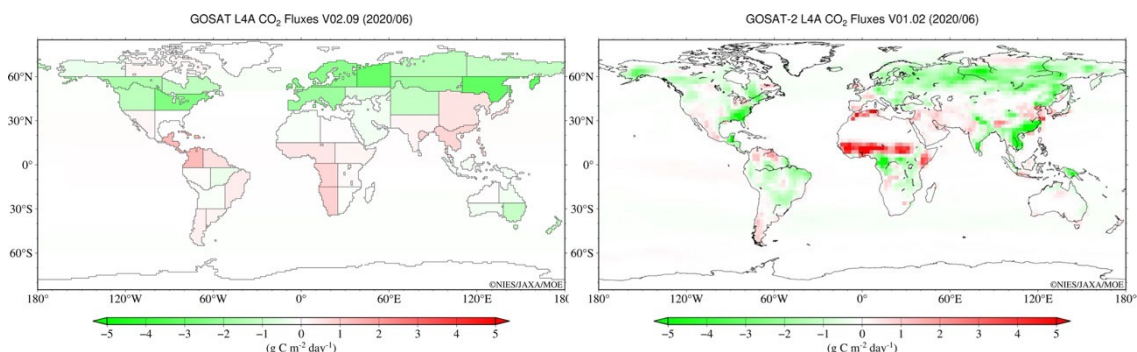 GOSAT L4A CO₂ Fluxes V02.09 (2020/06)
60°N
30°N
0°
30°S
60°S
©NIES/JAXA/MOE
180° 120°W 60°W 0° 60°E 120°E 180°
−5 −4 −3 −2 −1 0 1 2 3 4 5
(g C m⁻² day⁻¹)
GOSAT-2 L4A CO₂ Fluxes V01.02 (2020/06)
60°N
30°N
0°
30°S
60°S
©NIES/JAXA/MOE
180° 120°W 60°W 0° 60°E 120°E 180°
−5 −4 −3 −2 −1 0 1 2 3 4 5
(g C m⁻² day⁻¹)